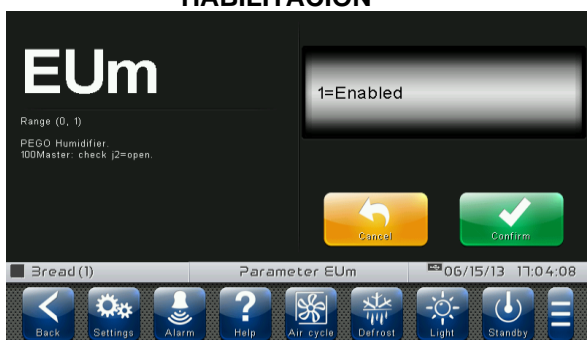 HABILITACIÓN
EUm
1=Enabled
Range (0, 1)
PEGO Humidifier.
100Master: check j2=open.
Cancel
Confirm
Bread (1)
Parameter EUm
06/15/13 17:04:08
Back
Settings
Alarm
Help
Air cycle
Defrost
Light
Standby